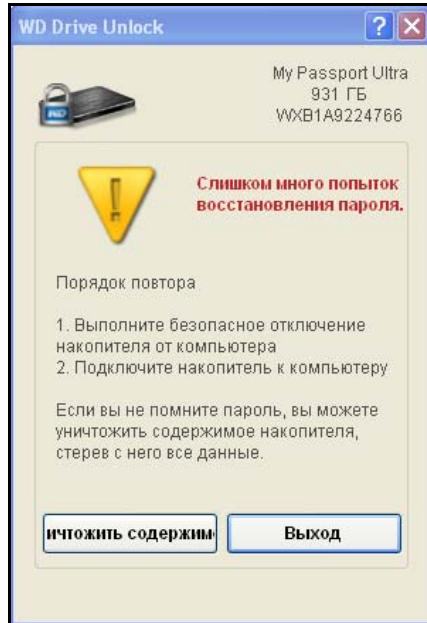 WD Drive Unlock
My Passport Ultra
931 ГБ
WXB1A9224766
WD
Слишком много попыток
восстановления пароля.
Порядок повтора
1. Выполните безопасное отключение
накопителя от компьютера
2. Подключите накопитель к компьютеру
Если вы не помните пароль, вы можете
уничтожить содержимое накопителя,
стерев с него все данные.
ичтожить содержим
Выход